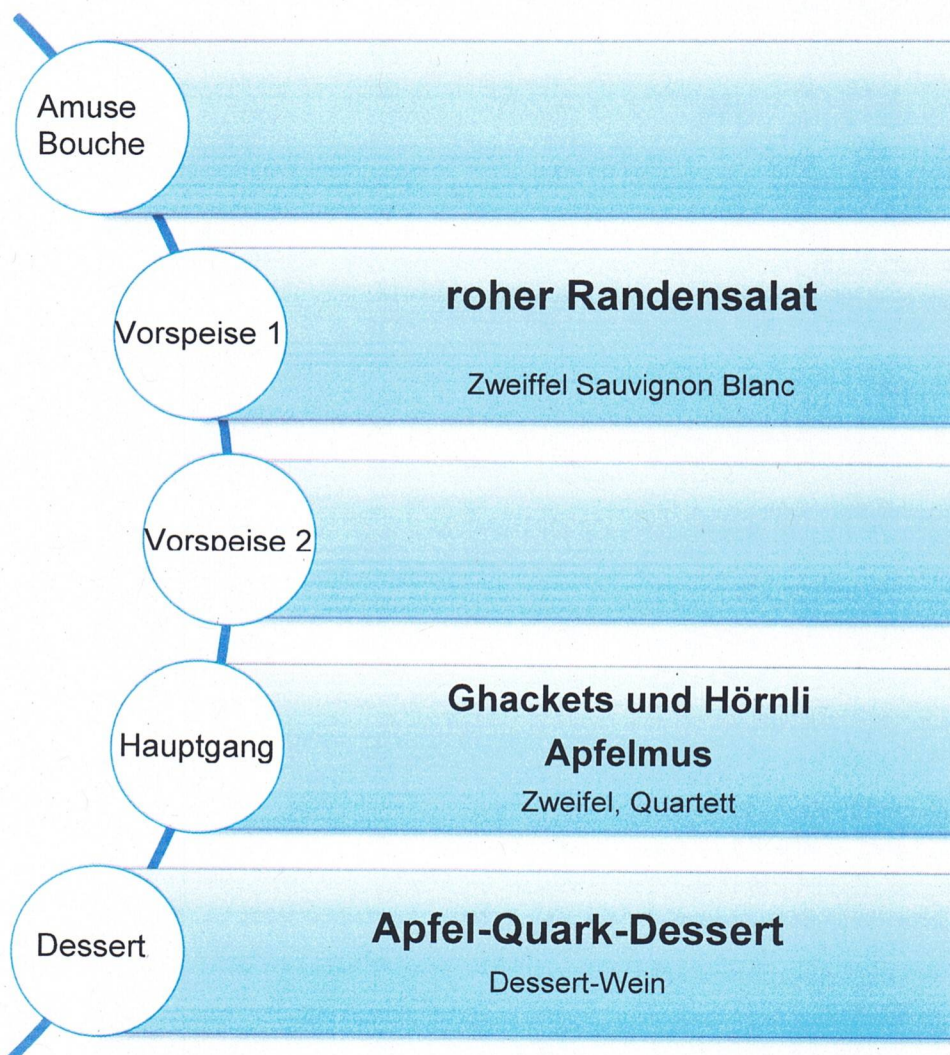 Amuse
Bouche
Vorspeise 1
roher Randensalat
Zweiffel Sauvignon Blanc
Vorspeise 2
Hauptgang
Ghackets und Hörnli
Apfelmus
Zweifel, Quartett
Dessert
Apfel-Quark-Dessert
Dessert-Wein